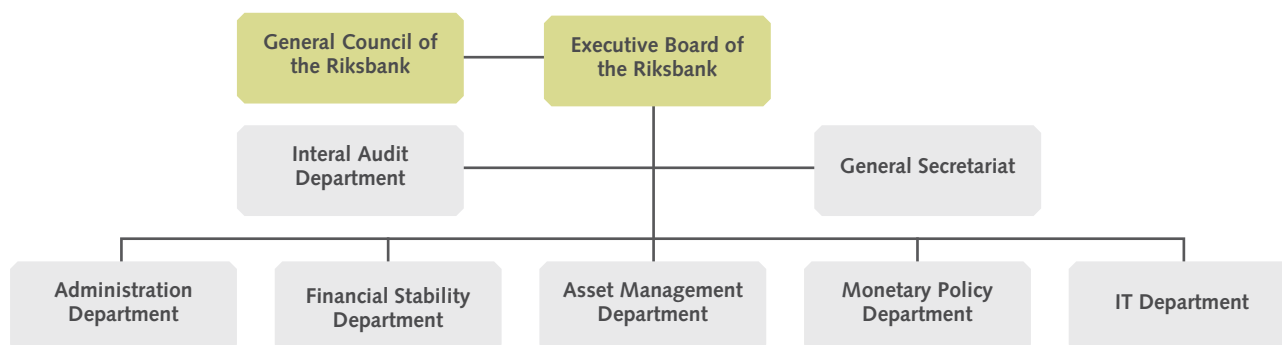 General Council of
the Riksbank
Executive Board of
the Riksbank
Interal Audit
Department
General Secretariat
Administration
Department
Financial Stability
Department
Asset Management
Department
Monetary Policy
Department
IT Department